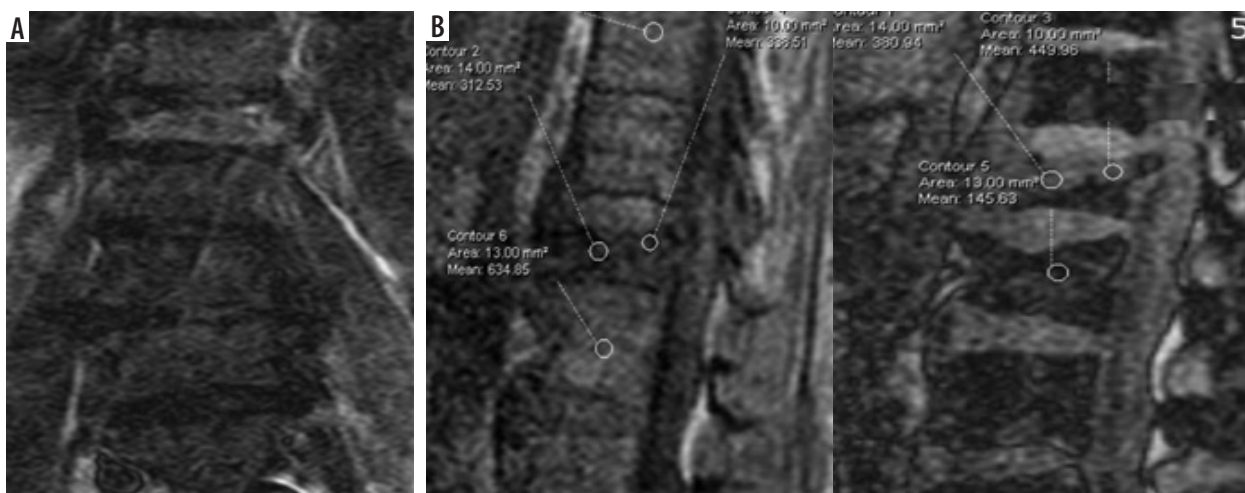 A
B
Contour 2
Area: 14.00 mm²
Mean: 312.53
Area: 10.00 mm²
Mean: 338.51
Contour 6
Area: 13.00 mm²
Mean: 634.85
Area: 14.00 mm²
Mean: 380.94
Contour 3
Area: 10.00 mm²
Mean: 449.96
Contour 5
Area: 13.00 mm²
Mean: 145.63
5